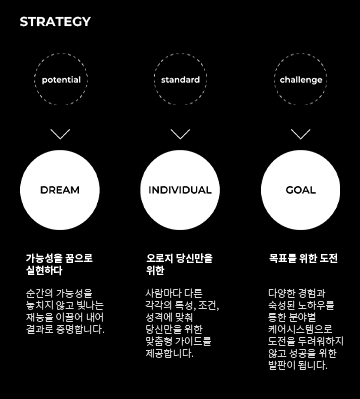 STRATEGY
potential
standard
challenge
DREAM
INDIVIDUAL
GOAL
가능성을 꿈으로
실현하다
순간의 가능성을
놓치지 않고 빛나는
재능을 이끌어 내어
결과로 증명합니다.
오로지 당신만을
위한
사람마다 다른
각각의 특성, 조건,
성격에 맞춰
당신만을 위한
맞춤형 가이드를
제공합니다.
목표를 위한 도전
다양한 경험과
숙성된 노하우를
통한 분야별
케어시스템으로
도전을 두려워하지
않고 성공을 위한
발판이 됩니다.